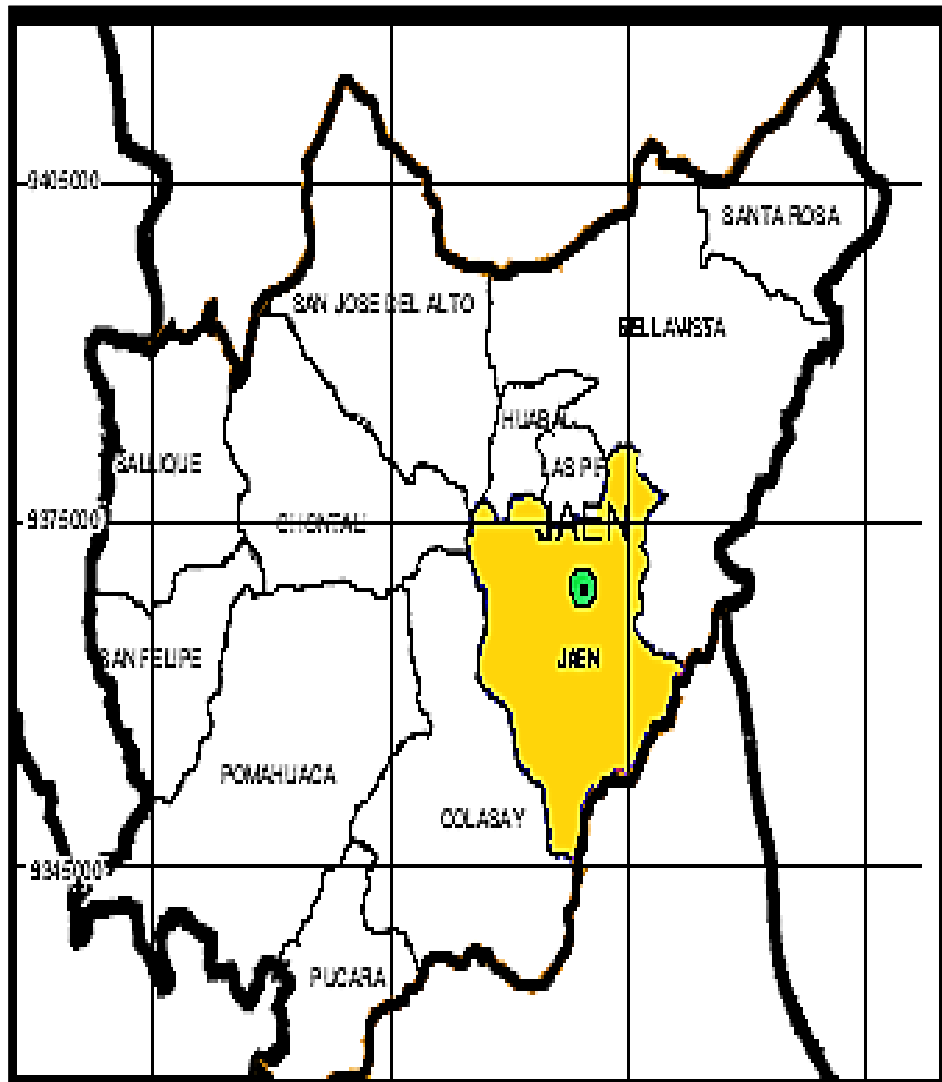 9405000
SANTA ROSA
SAN JOSE DEL ALTO
BELLAVISTA
HUABAL
SALLIQUE
LAS PI
9375000
CHONTALI
JAEN
SAN FELIPE
JAEN
POMAHUACA
COLASAY
9345000
PUCARA